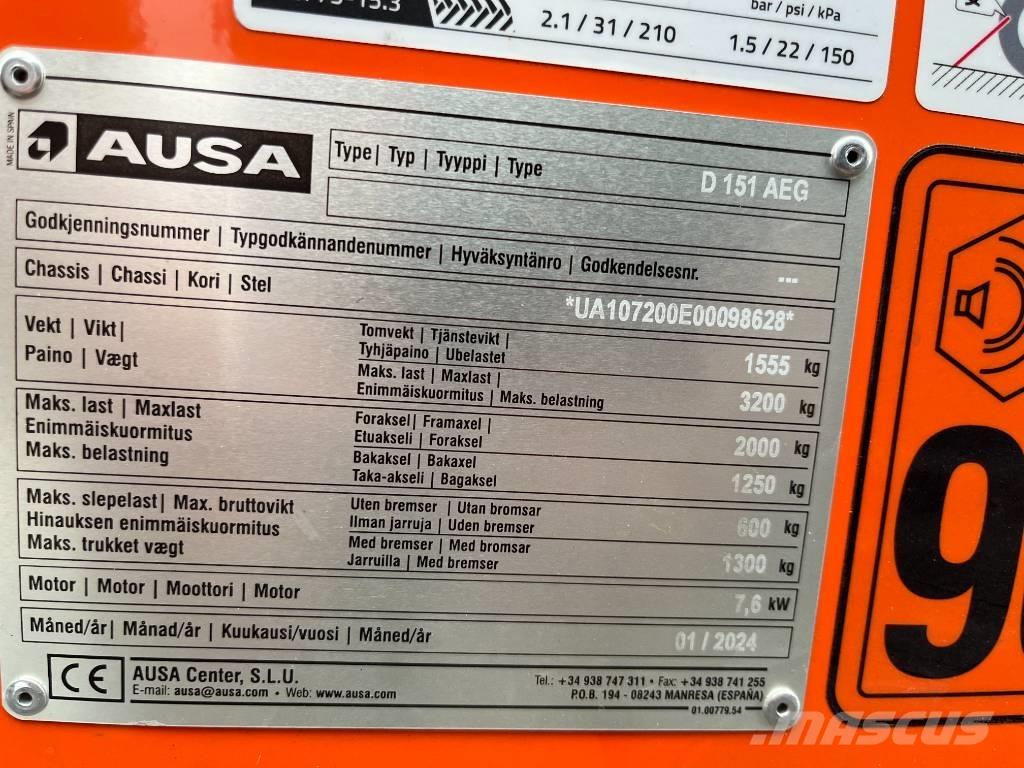 bar / psi / kPa
2.1 / 31 / 210
1.5 / 22 / 150
MADE IN SPAIN
AUSA
Type | Typ | Tyyppi | Type
D 151 AEG
Godkjenningsnummer | Typgodkännandenummer | Hyväksyntänro | Godkendelsesnr.
---
Chassis | Chassi | Kori | Stel
*UA107200E00098628*
Vekt | Vikt|
Paino | Vægt
Tomvekt | Tjänstevikt |
Tyhjäpaino | Ubelastet
1555 kg
Maks. last | Maxlast |
Enimmäiskuormitus | Maks. belastning
3200 kg
Maks. last | Maxlast
Enimmäiskuormitus
Maks. belastning
Foraksel | Framaxel |
Etuakseli | Foraksel
2000 kg
Bakaksel | Bakaxel
Taka-akseli | Bagaksel
1250 kg
Maks. slepelast| Max. bruttovikt
Hinauksen enimmäiskuormitus
Maks. trukket vægt
Uten bremser | Utan bromsar
Ilman jarruja | Uden bremser
600 kg
Med bremser | Med bromsar
Jarruilla | Med bremser
1300 kg
Motor | Motor | Moottori | Motor
7,6 kW
Måned/år| Månad/år | Kuukausi/vuosi | Måned/år
01 / 2024
CE
AUSA Center, S.L.U.
E-mail: ausa@ausa.com • Web: www.ausa.com
Tel.: +34 938 747 311 • Fax: +34 938 741 255
P.O.B. 194 - 08243 MANRESA (ESPAÑA)
01.00779.54
MASCUS